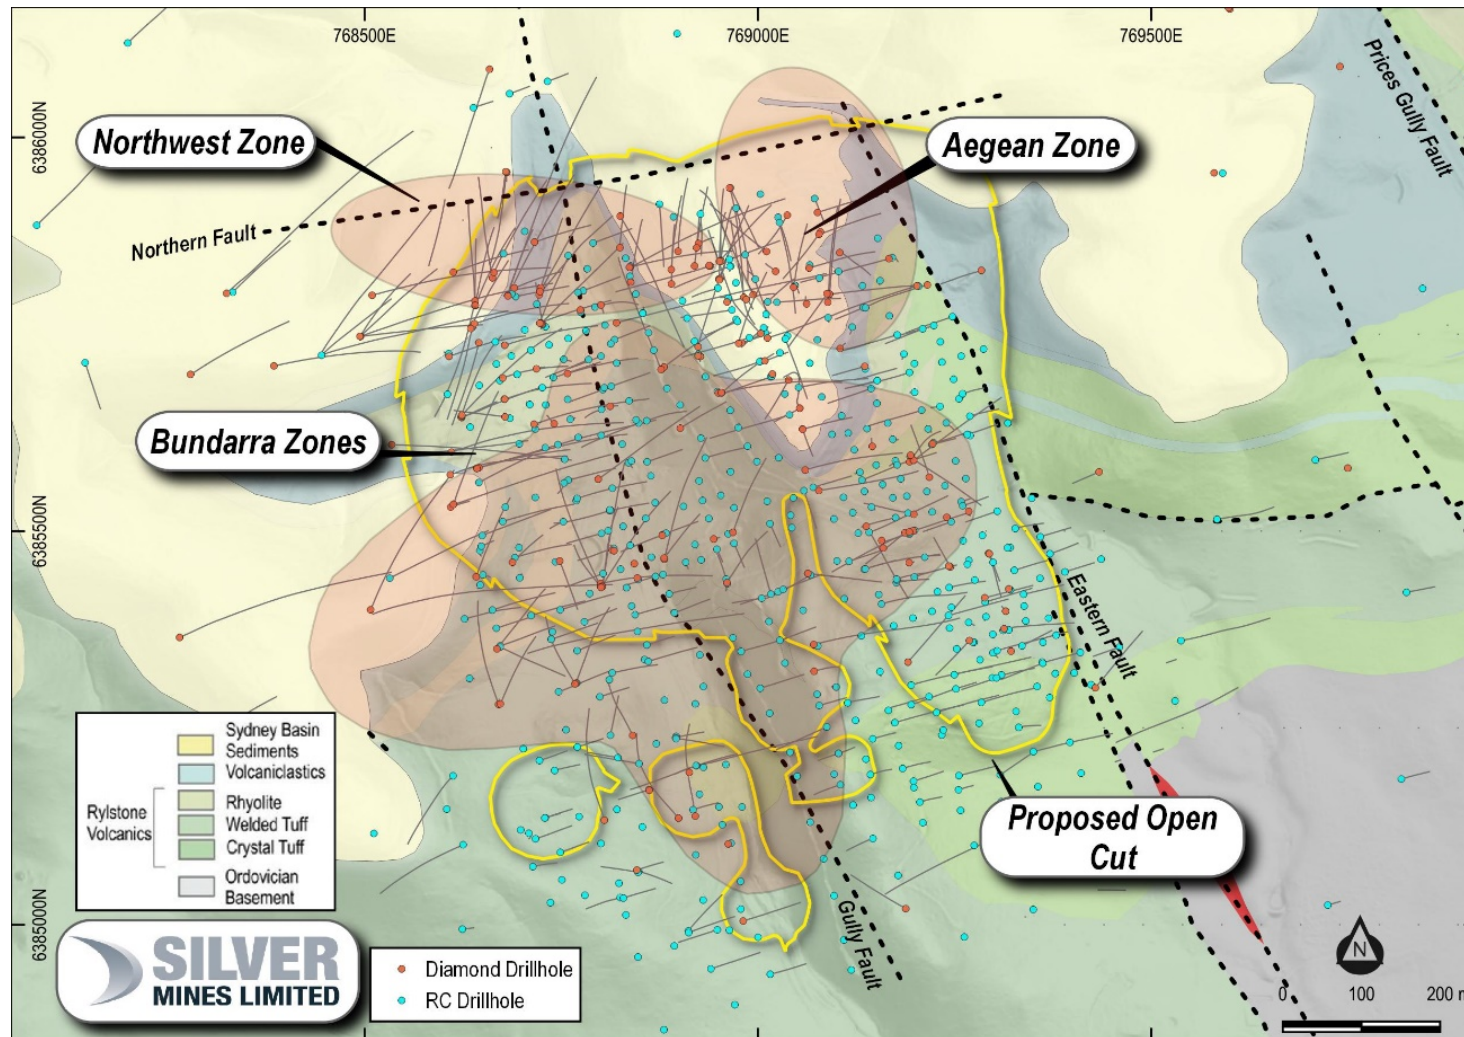 768500E
769000E
769500E
6386000N
6385500N
6385000N
Prices Gully Fault
Northwest Zone
Aegean Zone
Northern Fault
Bundarra Zones
Eastern Fault
Gully Fault
Proposed Open
Cut
Sydney Basin
Sediments
Volcaniclastics
Rylstone
Volcanics
Rhyolite
Welded Tuff
Crystal Tuff
Ordovician
Basement
SILVER
MINES LIMITED
Diamond Drillhole
RC Drillhole
N
0 100 200 m